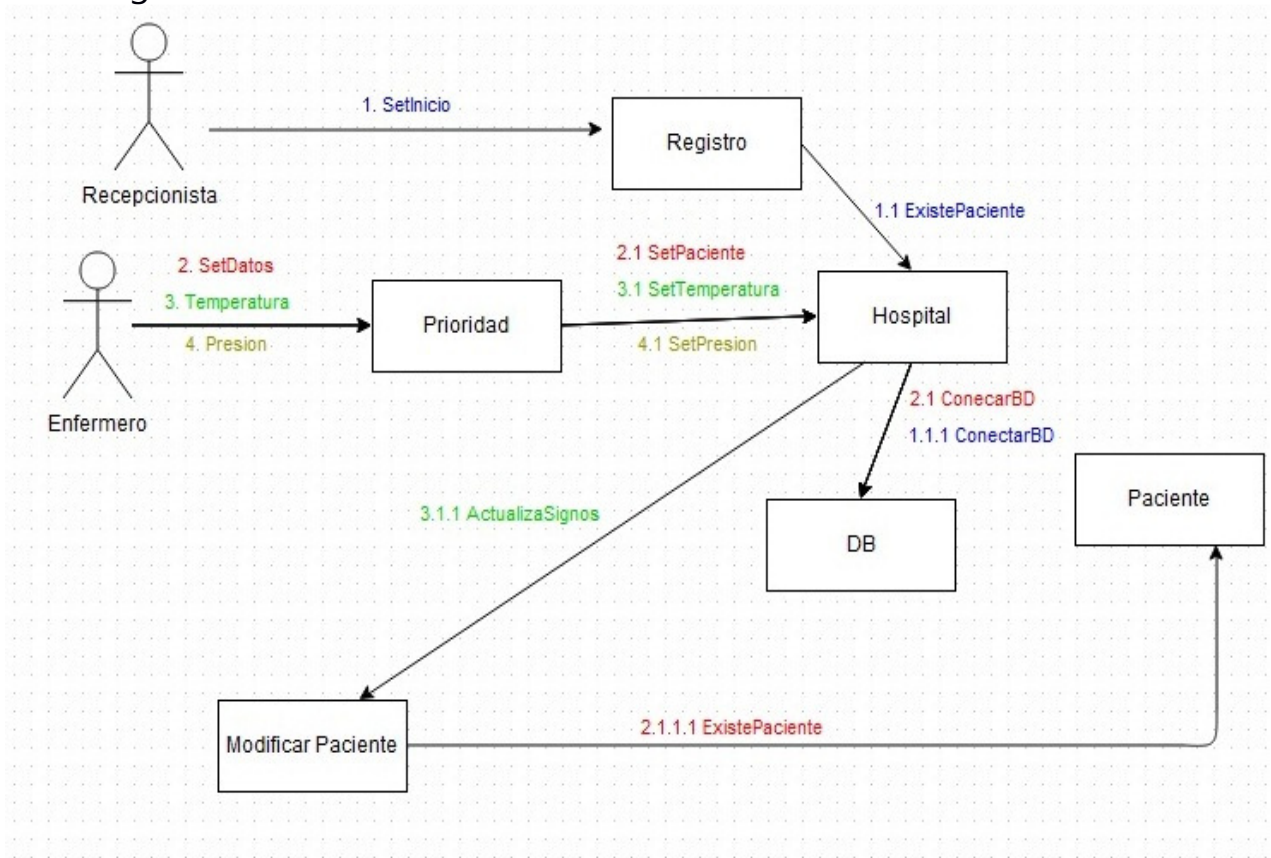 1. SetInicio
Registro
Recepcionista
1.1 ExistePaciente
2. SetDatos
3. Temperatura
4. Presion
Prioridad
2.1 SetPaciente
3.1 SetTemperatura
4.1 SetPresion
Hospital
Enfermero
2.1 ConecarBD
1.1.1 ConectarBD
Paciente
3.1.1 ActualizaSignos
DB
Modificar Paciente
2.1.1.1 ExistePaciente